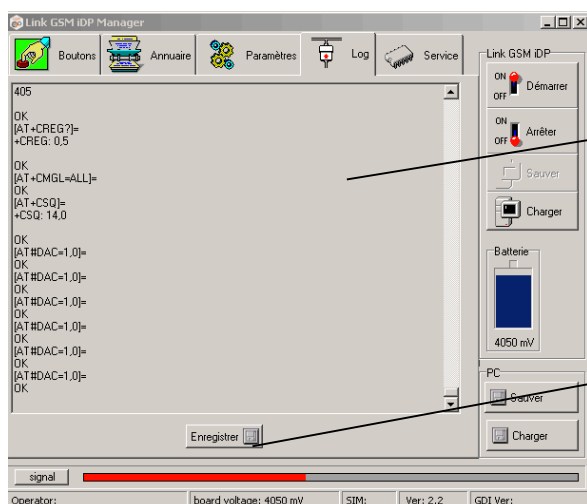 Link GSM iDP Manager
Boutons
Annuaire
Paramètres
Log
Service
405
OK
[AT+CREG?]=
+CREG: 0,5
OK
[AT+CMGL=ALL]=
OK
[AT+CSQ]=
+CSQ: 14,0
OK
[AT#DAC=1,0]=
OK
[AT#DAC=1,0]=
OK
[AT#DAC=1,0]=
OK
[AT#DAC=1,0]=
OK
[AT#DAC=1,0]=
OK
[AT#DAC=1,0]=
OK
Enregistrer
Link GSM iDP
ON
OFF
Démarrer
ON
OFF
Arrêter
Sauver
Charger
Batterie
4050 mV
PC
Sauver
Charger
signal
Operator:
board voltage: 4050 mV
SIM:
Ver: 2.2
GDI Ver: